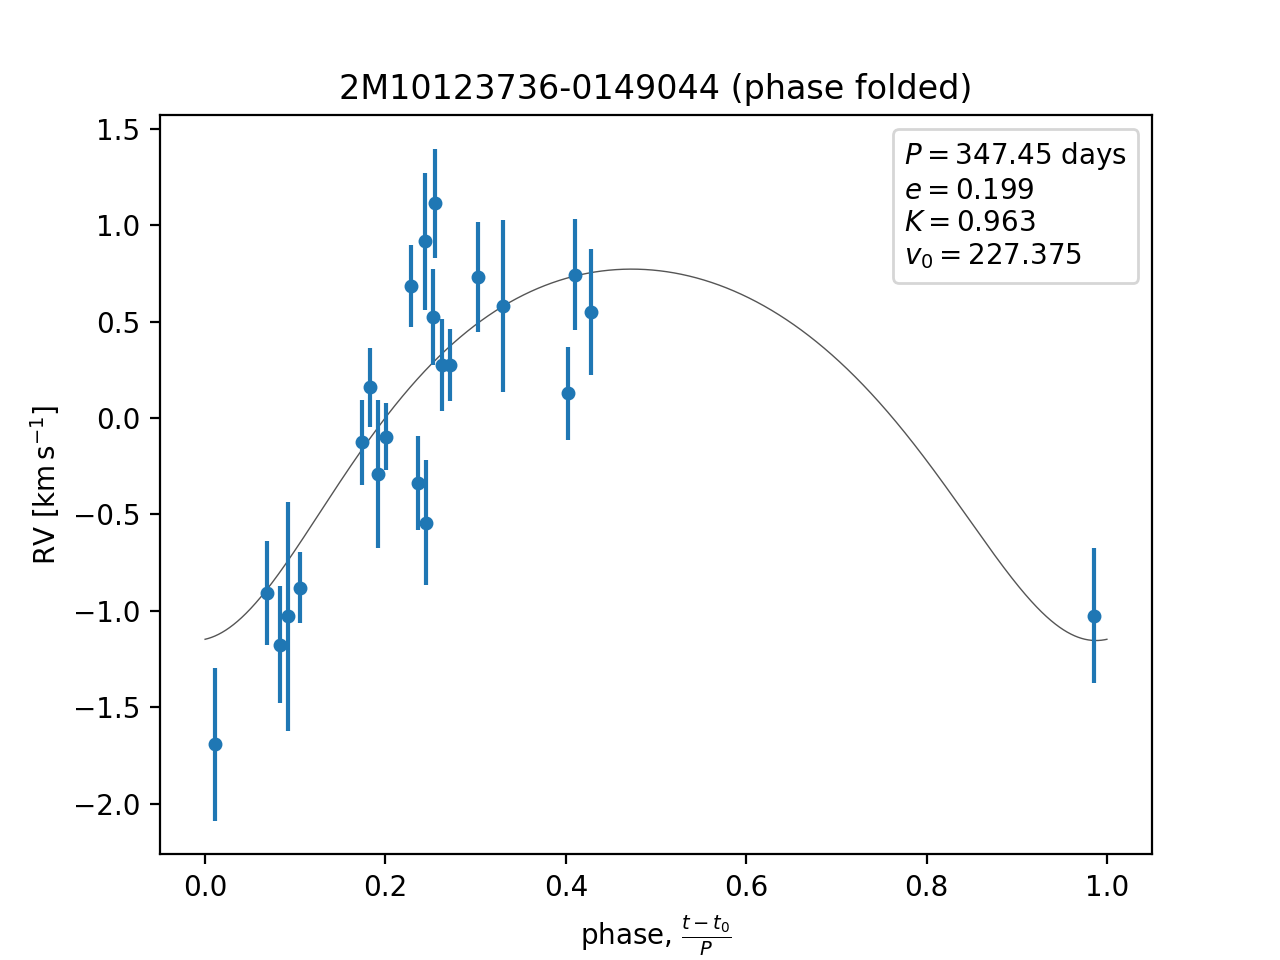 2M10123736-0149044 (phase folded)
P = 347.45 days
e = 0.199
K = 0.963
v₀ = 227.375
RV [km s⁻¹]
1.5
1.0
0.5
0.0
−0.5
−1.0
−1.5
−2.0
0.0 0.2 0.4 0.6 0.8 1.0
phase, (t − t₀)/P